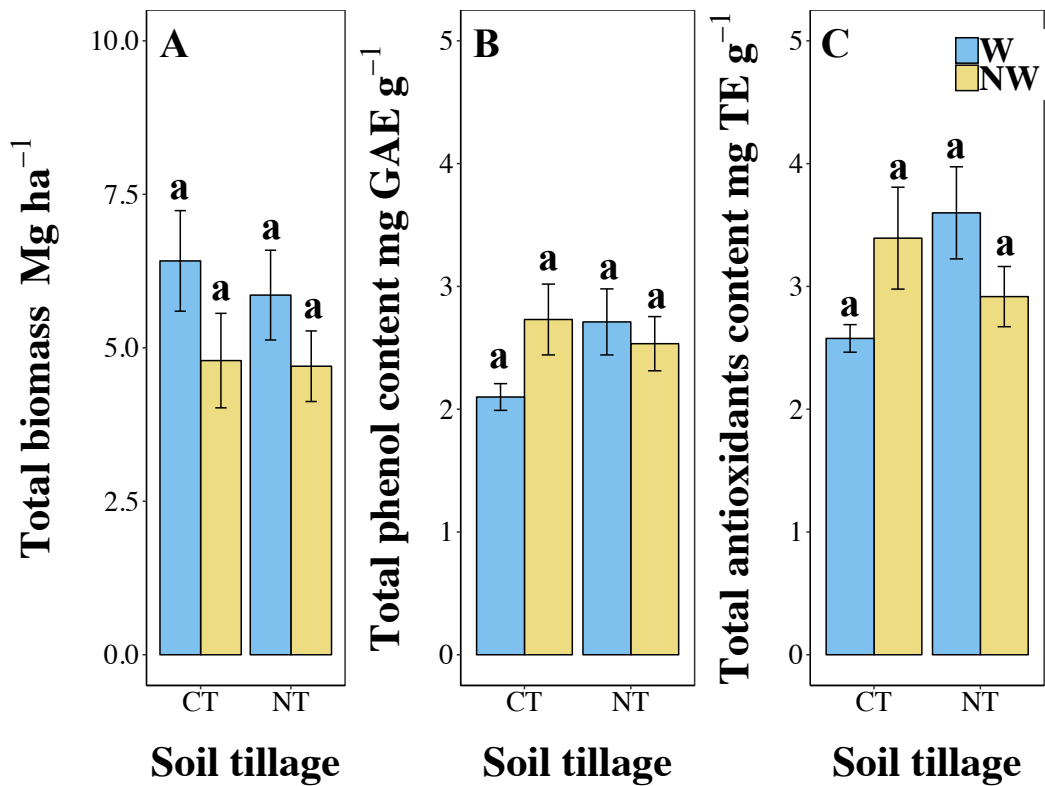 Total biomass Mg ha⁻¹
10.0
7.5
5.0
2.5
0.0
A
a
a
a
a
CT NT
Soil tillage
Total phenol content mg GAE g⁻¹
5
4
3
2
1
0
B
a
a
a
a
CT NT
Soil tillage
Total antioxidants content mg TE g⁻¹
5
4
3
2
1
0
C
W
NW
a
a
a
a
CT NT
Soil tillage